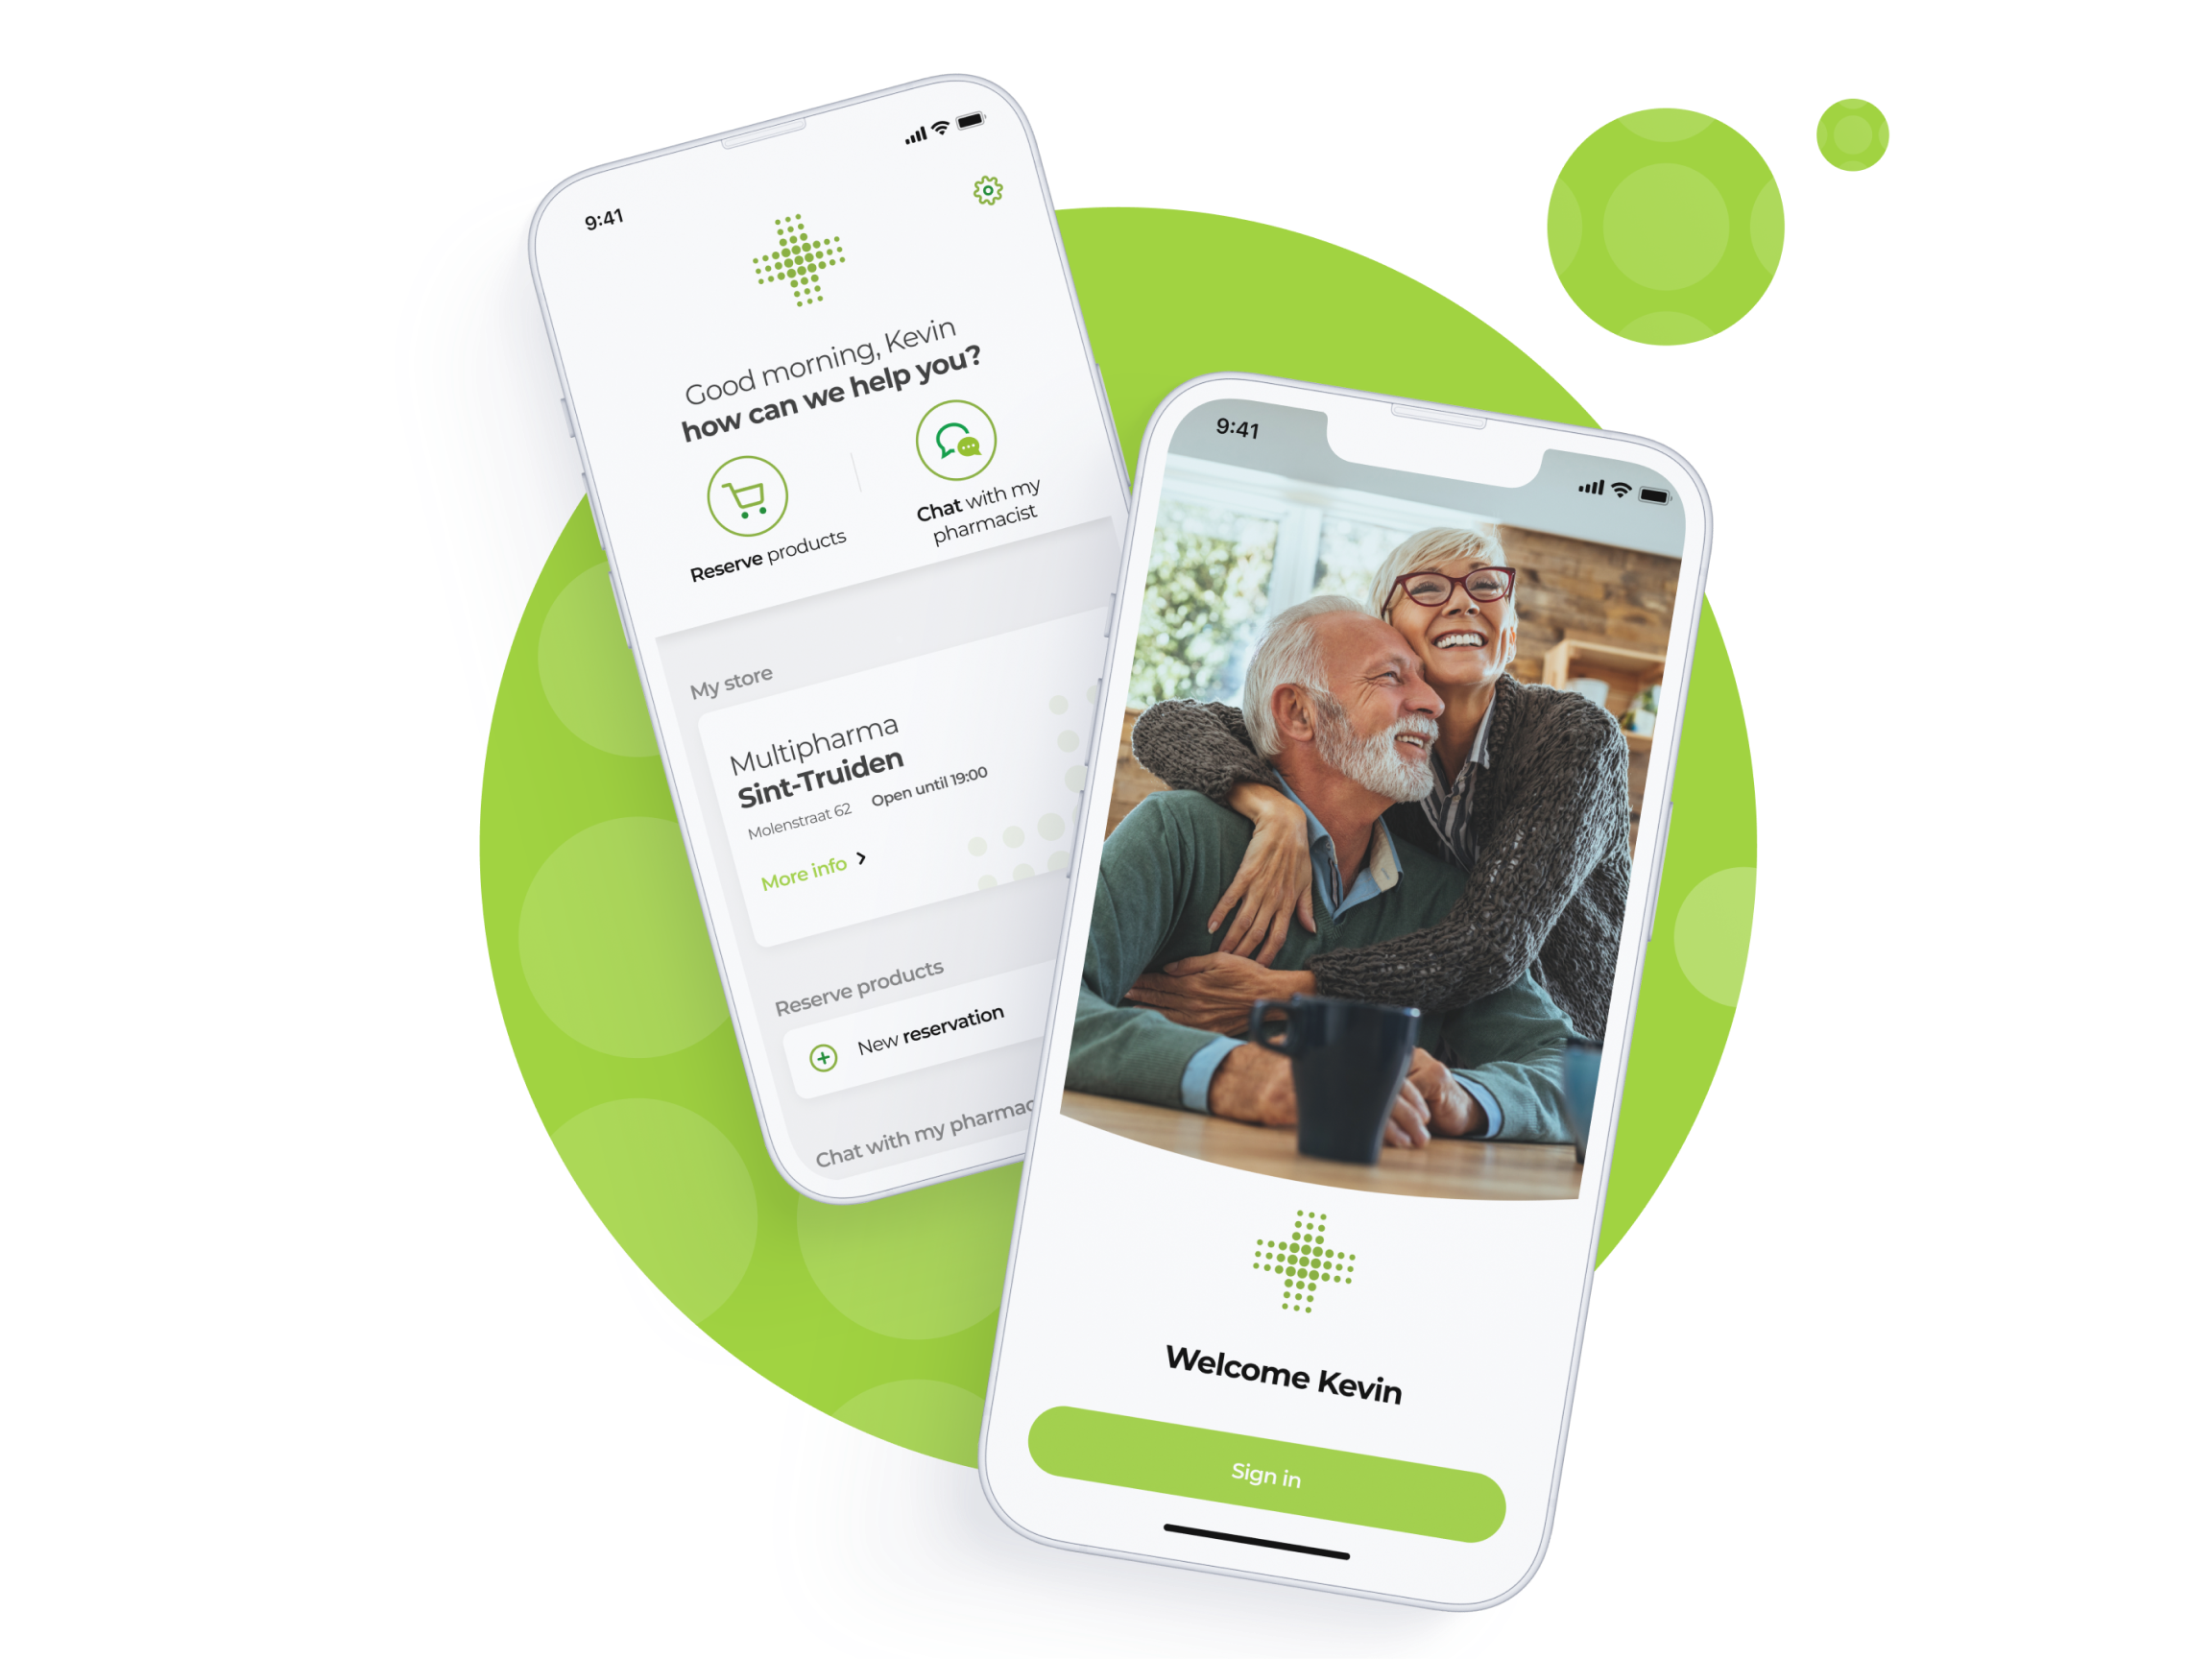 9:41
Good morning, Kevin
how can we help you?
Reserve products
Chat with my
pharmacist
My store
Multipharma
Sint-Truiden
Molenstraat 62 Open until 19:00
More info
Reserve products
New reservation
Chat with my pharmac
9:41
Welcome Kevin
Sign in